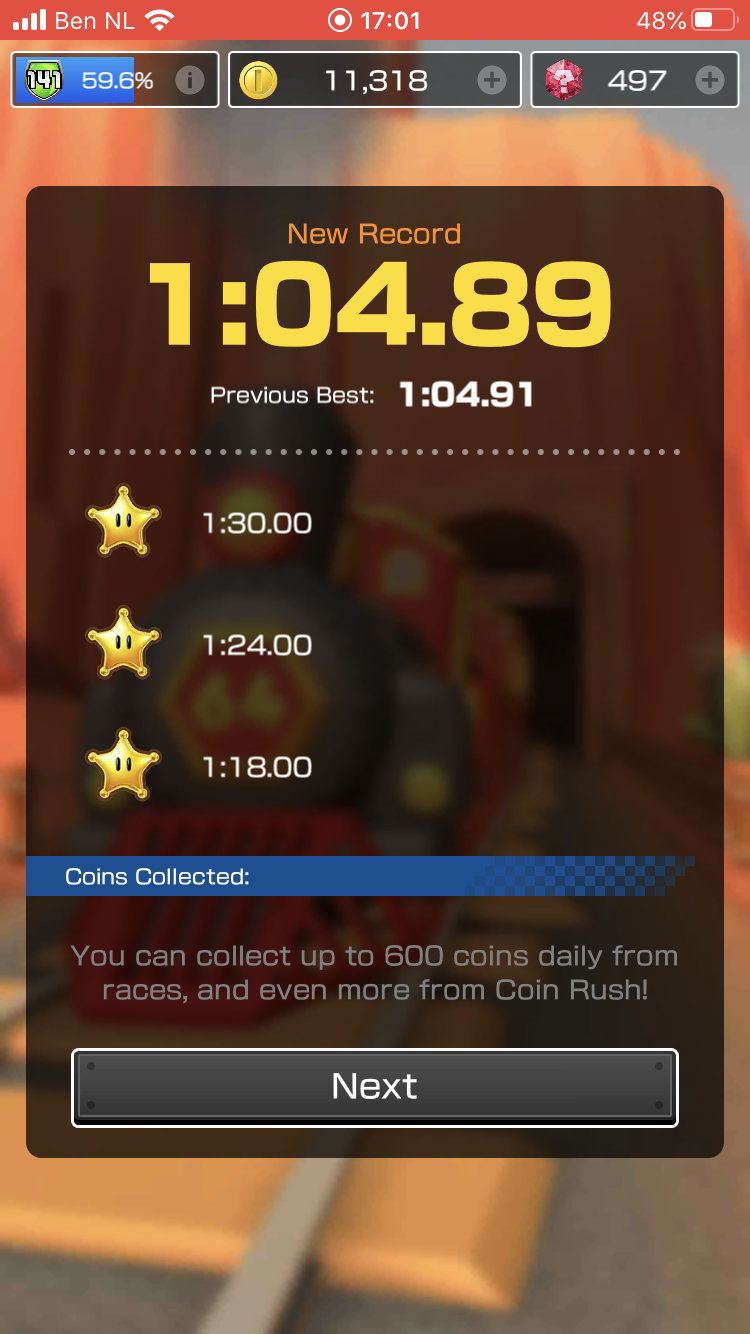 Ben NL 17:01 48%
141 59.6% i 11,318 + 497 +
New Record
1:04.89
Previous Best: 1:04.91
1:30.00
1:24.00
1:18.00
64
Coins Collected:
You can collect up to 600 coins daily from
races, and even more from Coin Rush!
Next